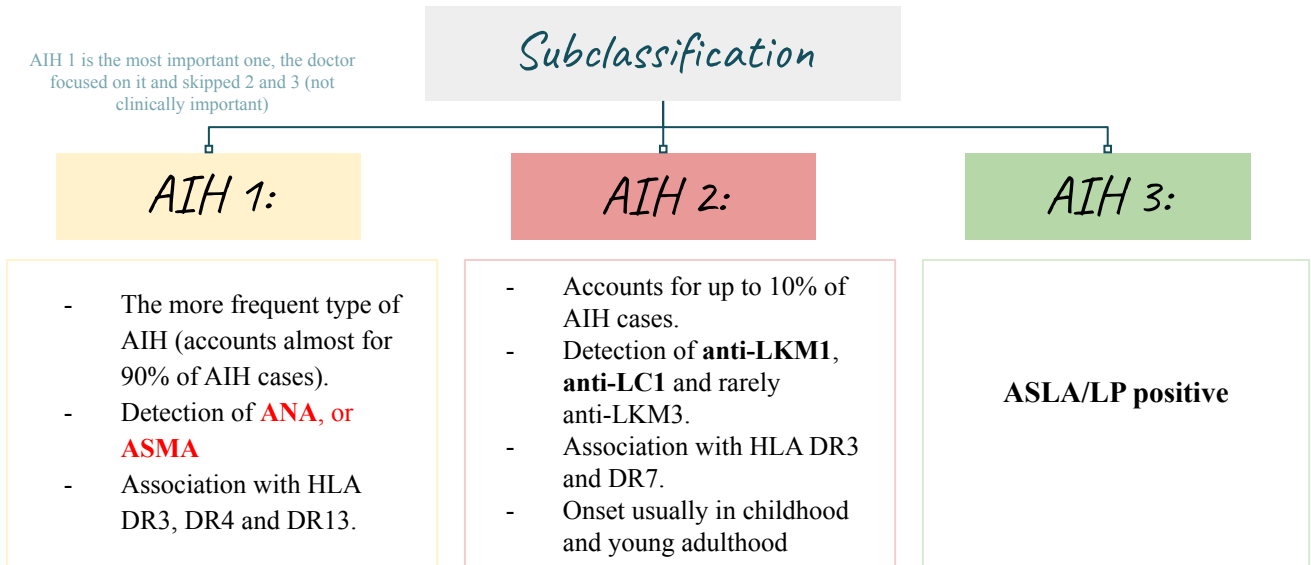 Subclassification
AIH 1 is the most important one, the doctor
focused on it and skipped 2 and 3 (not
clinically important)
AIH 1:
- The more frequent type of
AIH (accounts almost for
90% of AIH cases).
- Detection of ANA, or
ASMA
- Association with HLA
DR3, DR4 and DR13.
AIH 2:
- Accounts for up to 10% of
AIH cases.
- Detection of anti-LKM1,
anti-LC1 and rarely
anti-LKM3.
- Association with HLA DR3
and DR7.
- Onset usually in childhood
and young adulthood
AIH 3:
ASLA/LP positive